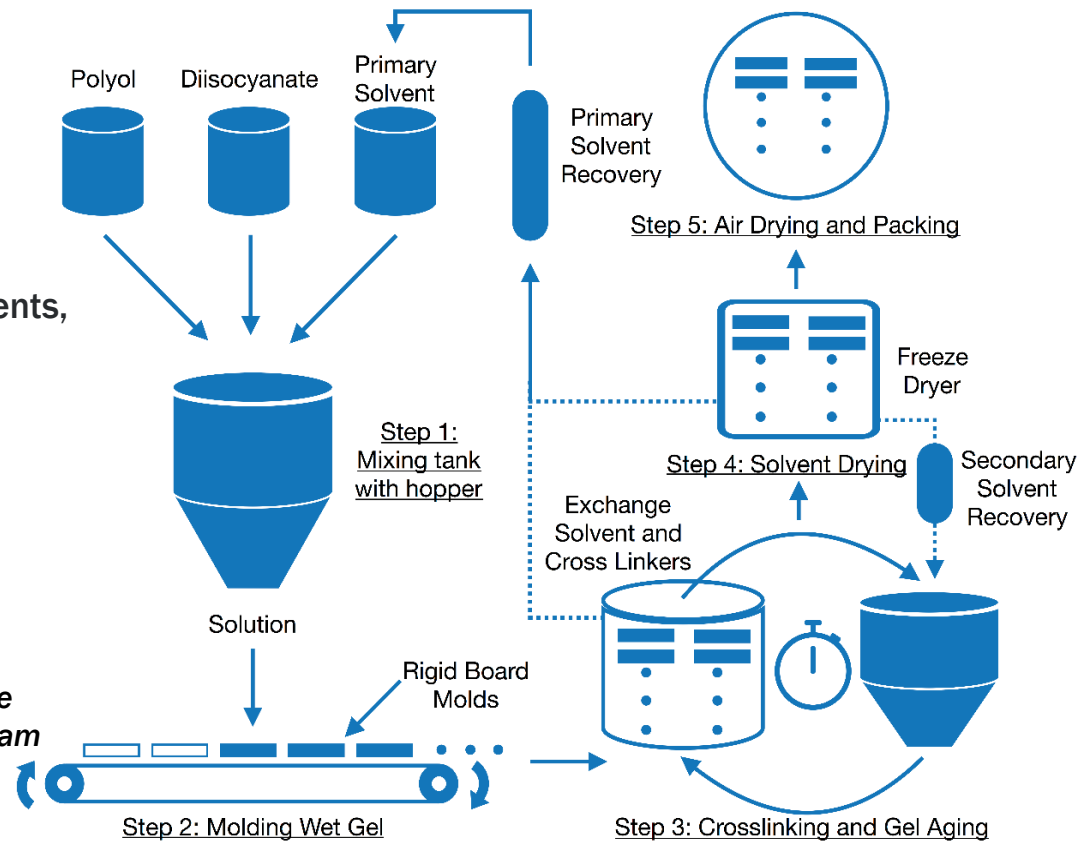 Polyol
Diisocyanate
Primary
Solvent
Primary
Solvent
Recovery
Step 5: Air Drying and Packing
ents,
Step 1:
Mixing tank
with hopper
Freeze
Dryer
Step 4: Solvent Drying
Secondary
Solvent
Recovery
Exchange
Solvent and
Cross Linkers
Solution
Rigid Board
Molds
e
am
Step 2: Molding Wet Gel
Step 3: Crosslinking and Gel Aging